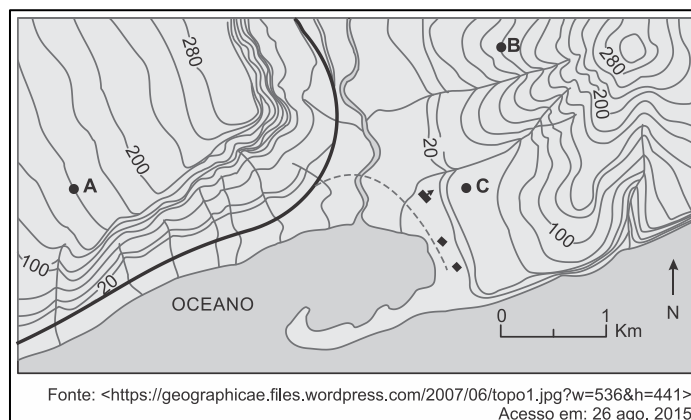 280
B
280
200
20
200
A
C
100
100
20
OCEANO
0 1
Km
N
Fonte: <https://geographicae.files.wordpress.com/2007/06/topo1.jpg?w=536&h=441>
Acesso em: 26 ago. 2015